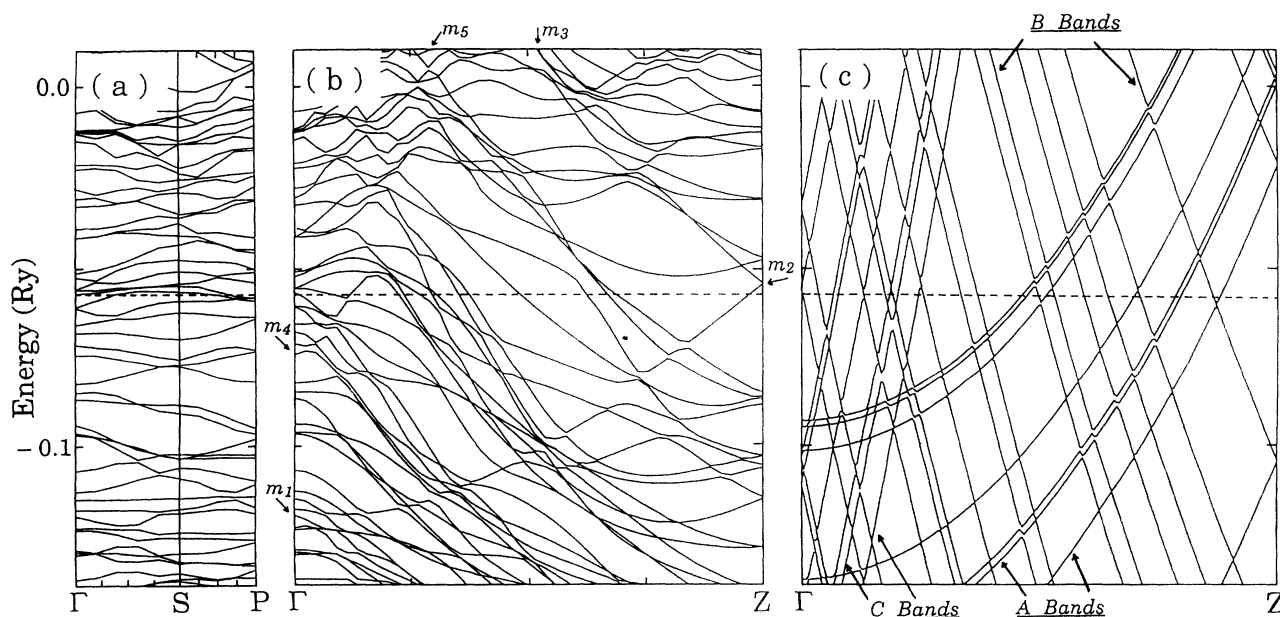 m5
m3
B Bands
(a)
(b)
(c)
0.0
Energy (Ry)
m2
m4
-0.1
m1
Γ
S
P
Γ
Z
Γ
C Bands
A Bands
Z